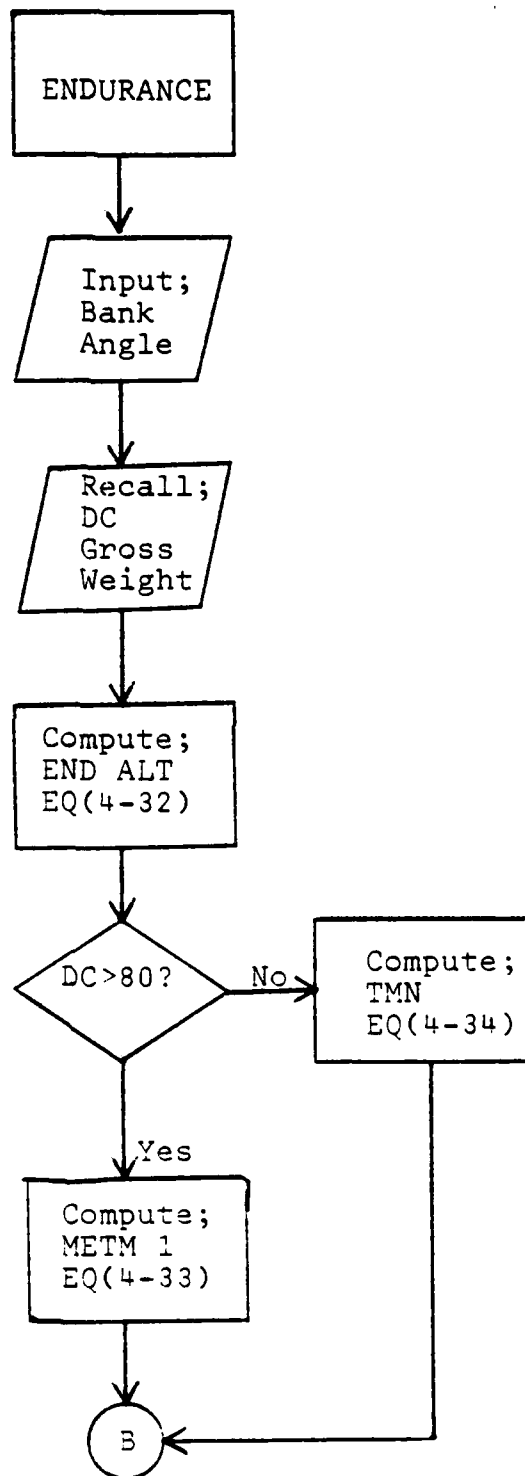 ENDURANCE
Input;
Bank
Angle
Recall;
DC
Gross
Weight
Compute;
END ALT
EQ(4-32)
DC>80?
No
Compute;
TMN
EQ(4-34)
Yes
Compute;
METM 1
EQ(4-33)
B